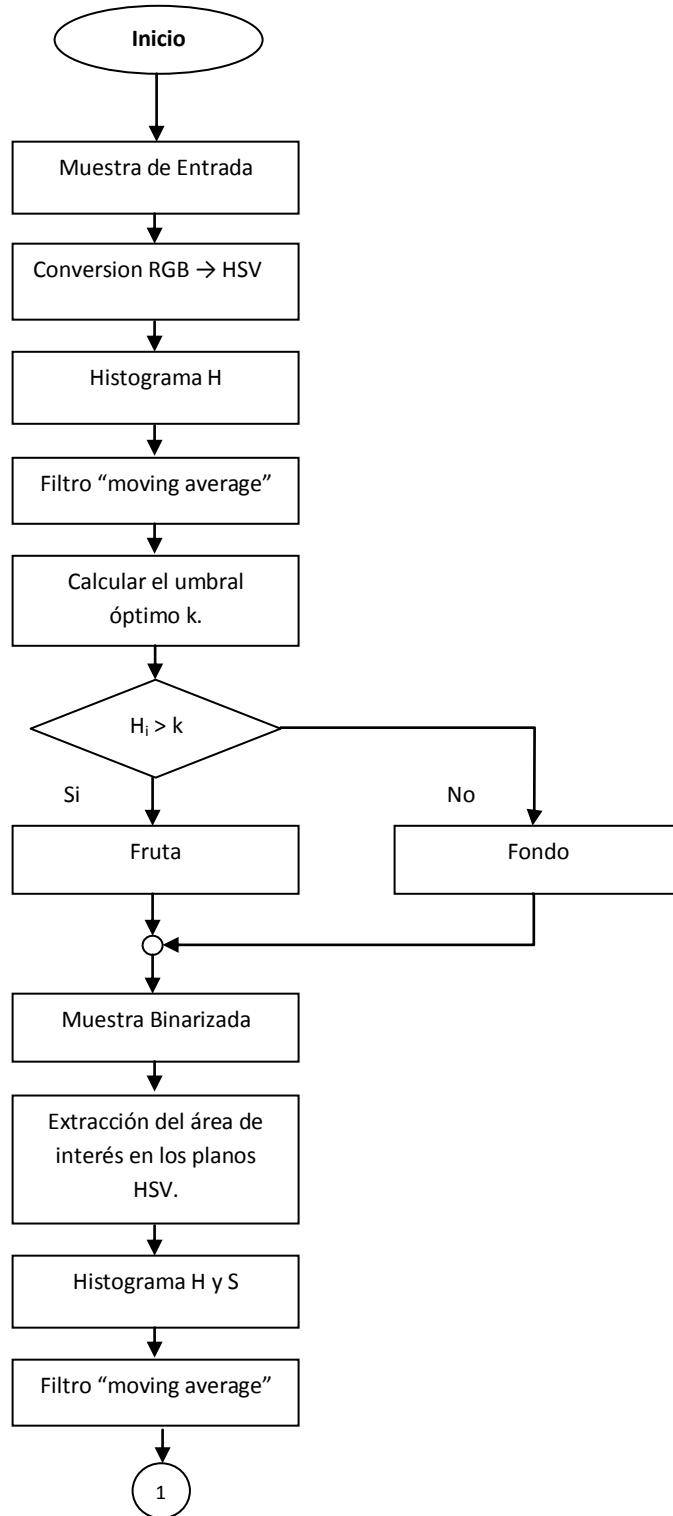 Inicio
Muestra de Entrada
Conversion RGB → HSV
Histograma H
Filtro “moving average”
Calcular el umbral
óptimo k.
Hᵢ > k
Si
No
Fruta
Fondo
Muestra Binarizada
Extracción del área de
interés en los planos
HSV.
Histograma H y S
Filtro “moving average”
1